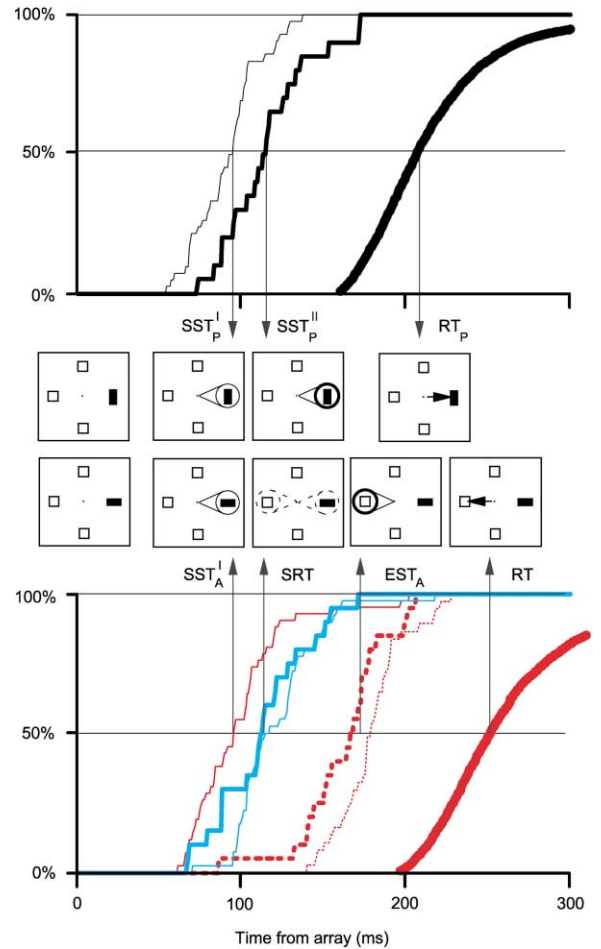 100%
50%
0%
SST_P^I SST_P^II RT_P
SST_A^I SRT EST_A RT
100%
50%
0%
0 100 200 300
Time from array (ms)